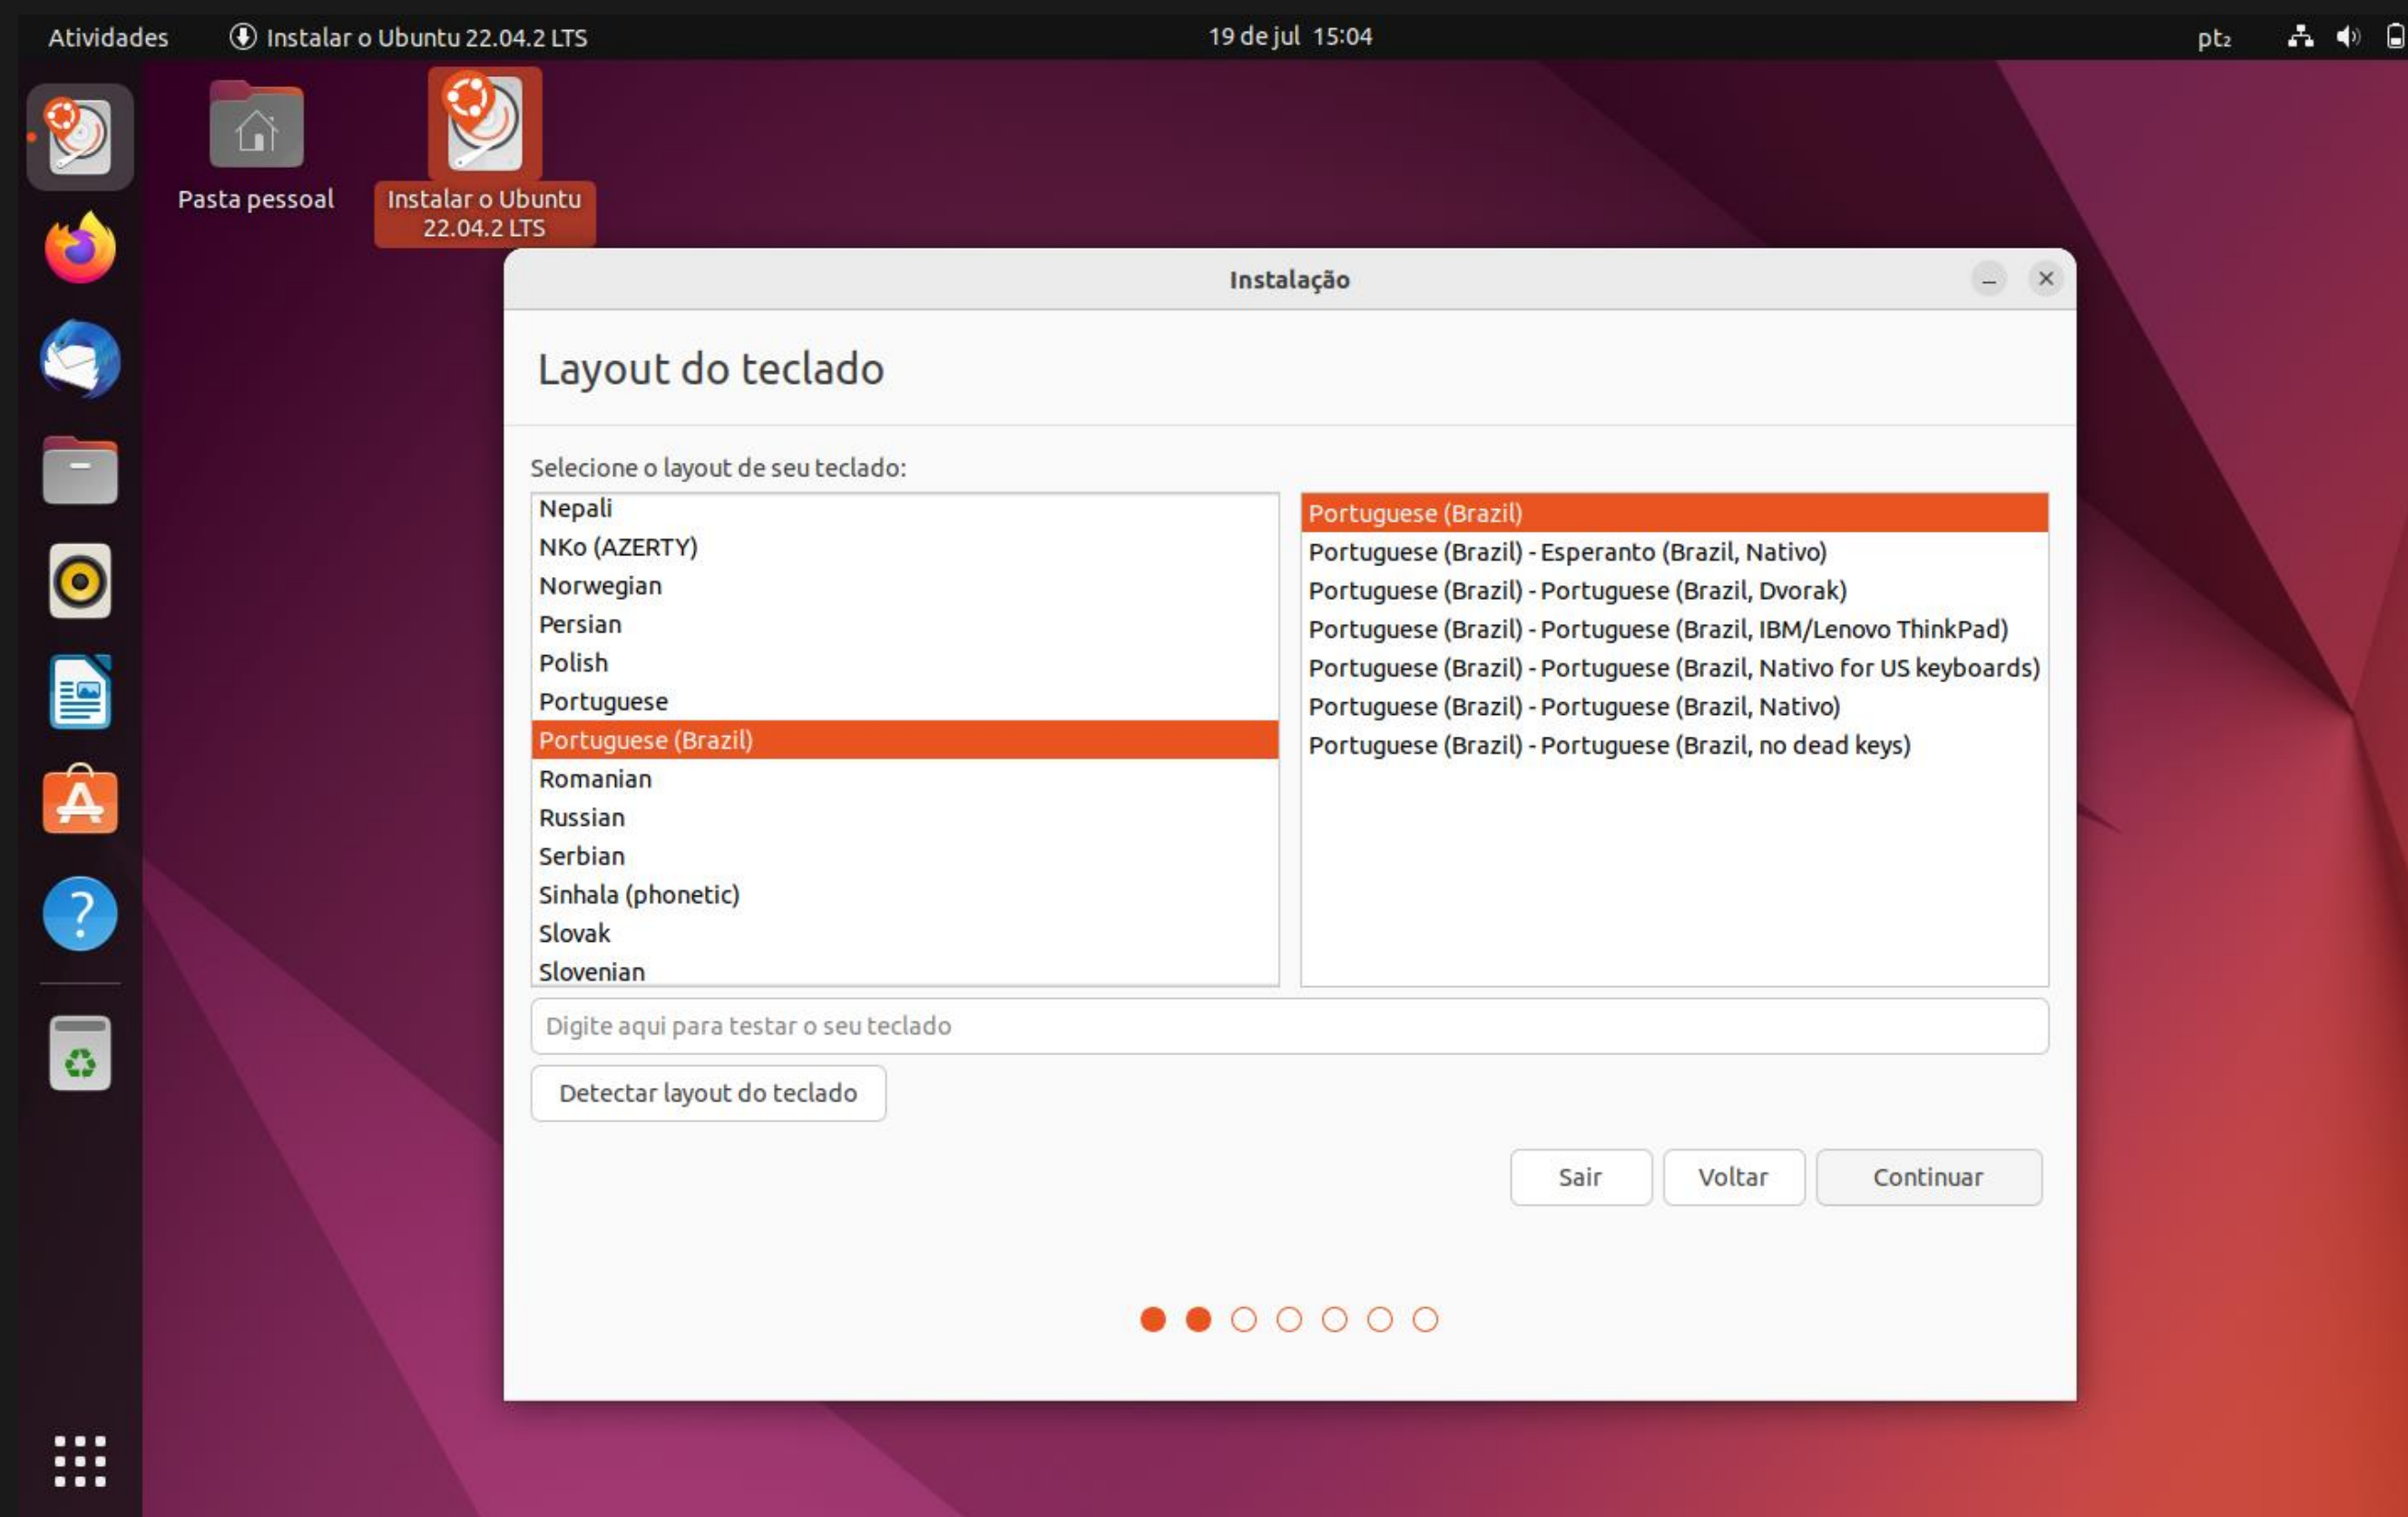 Atividades
Instalar o Ubuntu 22.04.2 LTS
19 de jul 15:04
pt₂
Pasta pessoal
Instalar o Ubuntu
22.04.2 LTS
Instalação
Layout do teclado
Selecione o layout de seu teclado:
Nepali
NKo (AZERTY)
Norwegian
Persian
Polish
Portuguese
Portuguese (Brazil)
Romanian
Russian
Serbian
Sinhala (phonetic)
Slovak
Slovenian
Portuguese (Brazil)
Portuguese (Brazil) - Esperanto (Brazil, Nativo)
Portuguese (Brazil) - Portuguese (Brazil, Dvorak)
Portuguese (Brazil) - Portuguese (Brazil, IBM/Lenovo ThinkPad)
Portuguese (Brazil) - Portuguese (Brazil, Nativo for US keyboards)
Portuguese (Brazil) - Portuguese (Brazil, Nativo)
Portuguese (Brazil) - Portuguese (Brazil, no dead keys)
Digite aqui para testar o seu teclado
Detectar layout do teclado
Sair
Voltar
Continuar